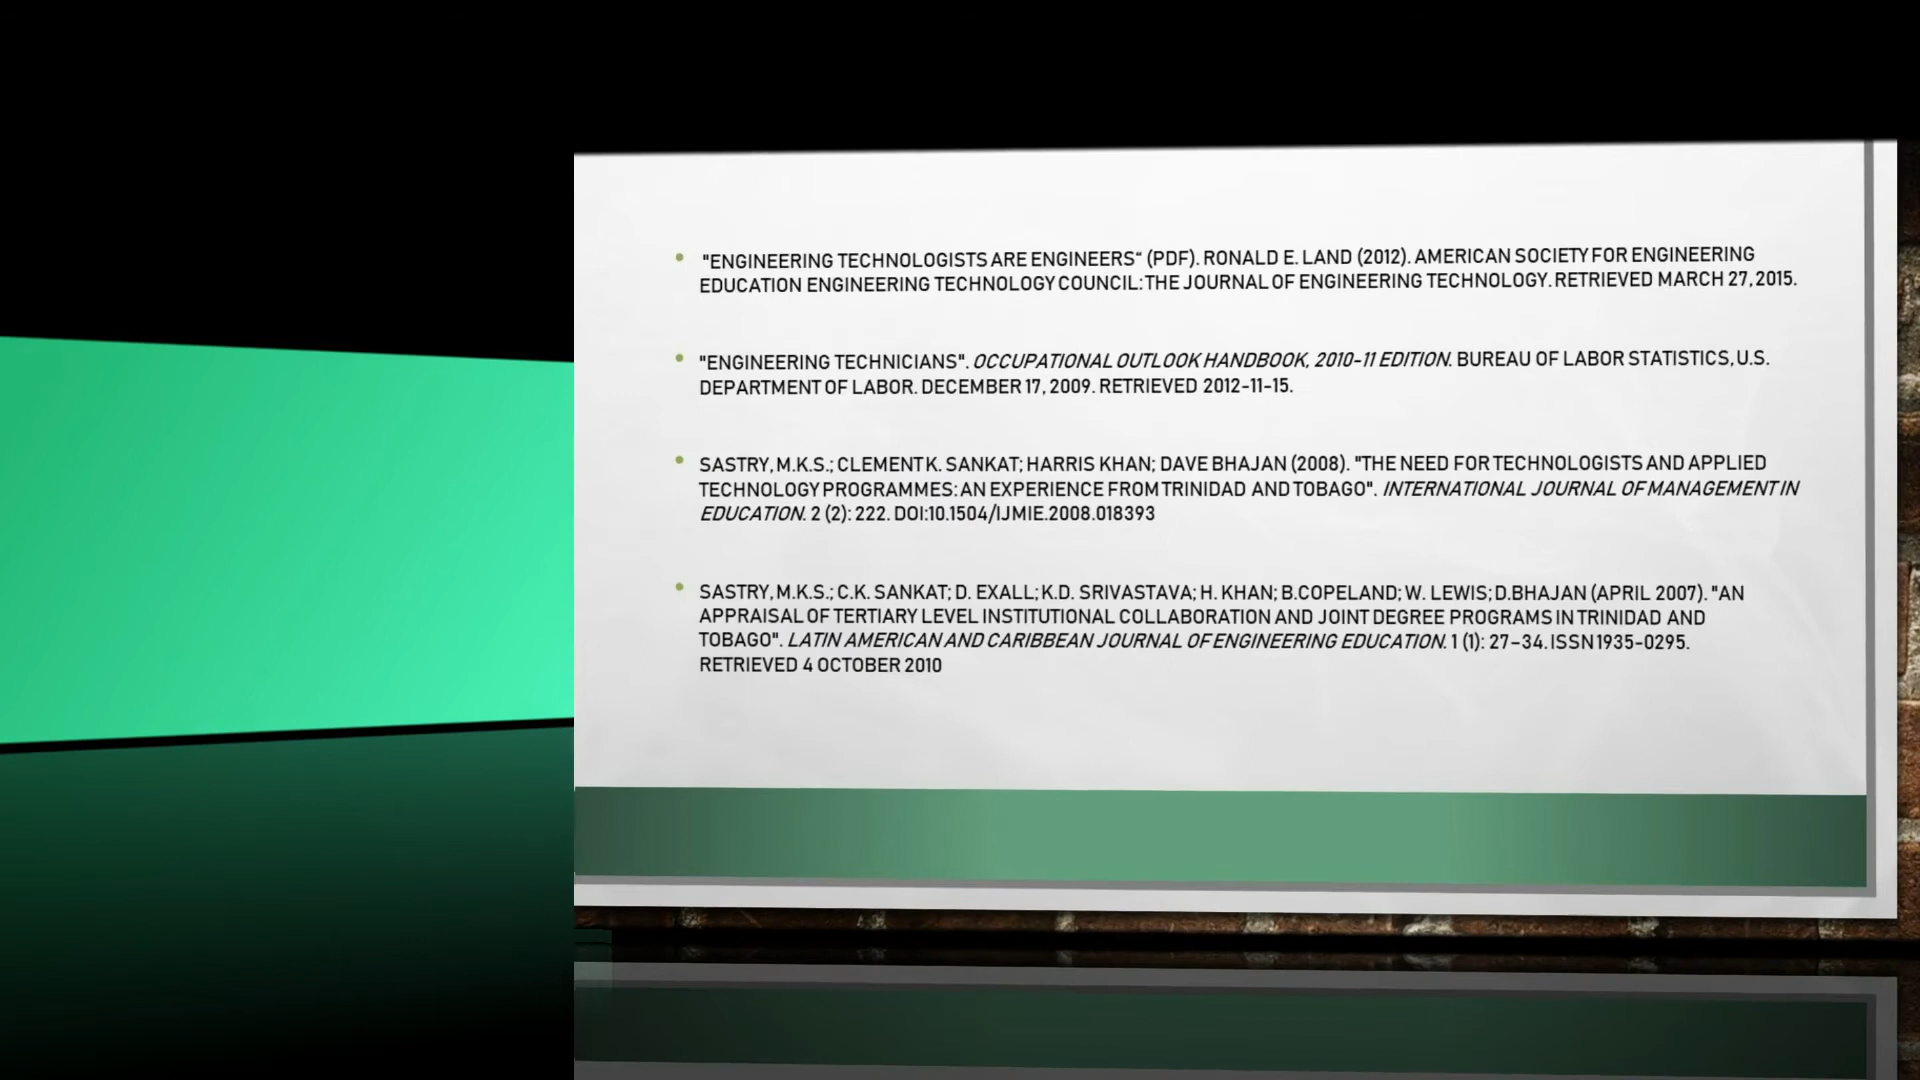 "ENGINEERING TECHNOLOGISTS ARE ENGINEERS“ (PDF). RONALD E. LAND (2012). AMERICAN SOCIETY FOR ENGINEERING
EDUCATION ENGINEERING TECHNOLOGY COUNCIL: THE JOURNAL OF ENGINEERING TECHNOLOGY. RETRIEVED MARCH 27, 2015.
"ENGINEERING TECHNICIANS". OCCUPATIONAL OUTLOOK HANDBOOK, 2010-11 EDITION. BUREAU OF LABOR STATISTICS, U.S.
DEPARTMENT OF LABOR. DECEMBER 17, 2009. RETRIEVED 2012-11-15.
SASTRY, M.K.S.; CLEMENT K. SANKAT; HARRIS KHAN; DAVE BHAJAN (2008). "THE NEED FOR TECHNOLOGISTS AND APPLIED
TECHNOLOGY PROGRAMMES: AN EXPERIENCE FROM TRINIDAD AND TOBAGO". INTERNATIONAL JOURNAL OF MANAGEMENT IN
EDUCATION. 2 (2): 222. DOI:10.1504/IJMIE.2008.018393
SASTRY, M.K.S.; C.K. SANKAT; D. EXALL; K.D. SRIVASTAVA; H. KHAN; B.COPELAND; W. LEWIS; D.BHAJAN (APRIL 2007). "AN
APPRAISAL OF TERTIARY LEVEL INSTITUTIONAL COLLABORATION AND JOINT DEGREE PROGRAMS IN TRINIDAD AND
TOBAGO". LATIN AMERICAN AND CARIBBEAN JOURNAL OF ENGINEERING EDUCATION. 1 (1): 27–34. ISSN 1935-0295.
RETRIEVED 4 OCTOBER 2010